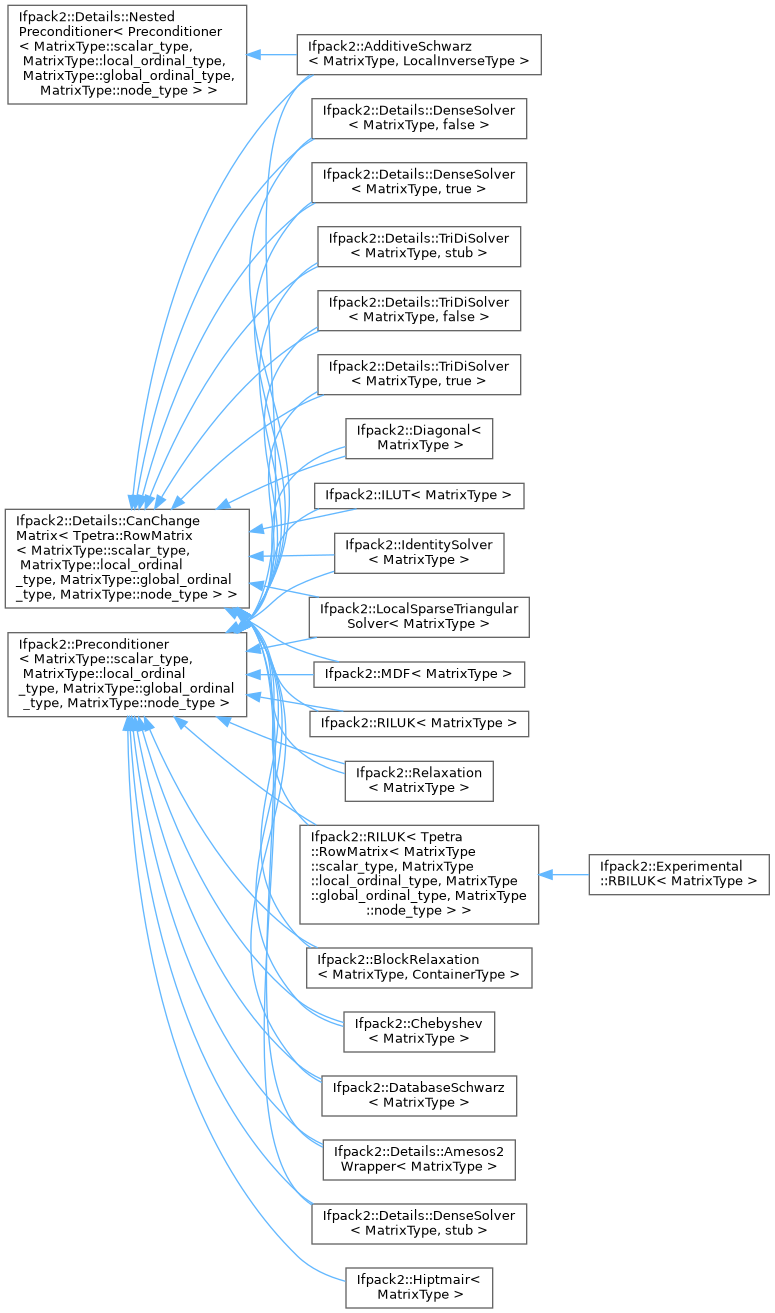 Ifpack2::Details::Nested
Preconditioner< Preconditioner
< MatrixType::scalar_type,
MatrixType::local_ordinal_type,
MatrixType::global_ordinal_type,
MatrixType::node_type > >
Ifpack2::AdditiveSchwarz
< MatrixType, LocalInverseType >
Ifpack2::Details::DenseSolver
< MatrixType, false >
Ifpack2::Details::DenseSolver
< MatrixType, true >
Ifpack2::Details::TriDiSolver
< MatrixType, stub >
Ifpack2::Details::TriDiSolver
< MatrixType, false >
Ifpack2::Details::TriDiSolver
< MatrixType, true >
Ifpack2::Diagonal<
MatrixType >
Ifpack2::ILUT< MatrixType >
Ifpack2::Details::CanChange
Matrix< Tpetra::RowMatrix
< MatrixType::scalar_type,
MatrixType::local_ordinal
_type, MatrixType::global_ordinal
_type, MatrixType::node_type > >
Ifpack2::IdentitySolver
< MatrixType >
Ifpack2::LocalSparseTriangular
Solver< MatrixType >
Ifpack2::Preconditioner
< MatrixType::scalar_type,
MatrixType::local_ordinal
_type, MatrixType::global_ordinal
_type, MatrixType::node_type >
Ifpack2::MDF< MatrixType >
Ifpack2::RILUK< MatrixType >
Ifpack2::Relaxation
< MatrixType >
Ifpack2::RILUK< Tpetra
::RowMatrix< MatrixType
::scalar_type, MatrixType
::local_ordinal_type, MatrixType
::global_ordinal_type, MatrixType
::node_type > >
Ifpack2::Experimental
::RBILUK< MatrixType >
Ifpack2::BlockRelaxation
< MatrixType, ContainerType >
Ifpack2::Chebyshev
< MatrixType >
Ifpack2::DatabaseSchwarz
< MatrixType >
Ifpack2::Details::Amesos2
Wrapper< MatrixType >
Ifpack2::Details::DenseSolver
< MatrixType, stub >
Ifpack2::Hiptmair<
MatrixType >